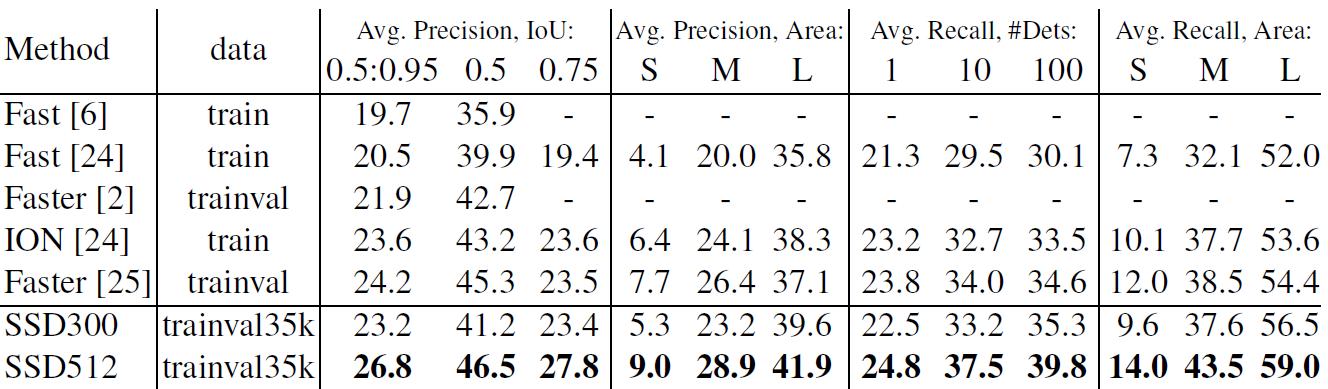 Method data Avg. Precision, IoU: Avg. Precision, Area: Avg. Recall, #Dets: Avg. Recall, Area:
0.5:0.95 0.5 0.75 S M L 1 10 100 S M L
Fast [6] train 19.7 35.9 - - - - - - - - - -
Fast [24] train 20.5 39.9 19.4 4.1 20.0 35.8 21.3 29.5 30.1 7.3 32.1 52.0
Faster [2] trainval 21.9 42.7 - - - - - - - - - -
ION [24] train 23.6 43.2 23.6 6.4 24.1 38.3 23.2 32.7 33.5 10.1 37.7 53.6
Faster [25] trainval 24.2 45.3 23.5 7.7 26.4 37.1 23.8 34.0 34.6 12.0 38.5 54.4
SSD300 trainval35k 23.2 41.2 23.4 5.3 23.2 39.6 22.5 33.2 35.3 9.6 37.6 56.5
SSD512 trainval35k 26.8 46.5 27.8 9.0 28.9 41.9 24.8 37.5 39.8 14.0 43.5 59.0